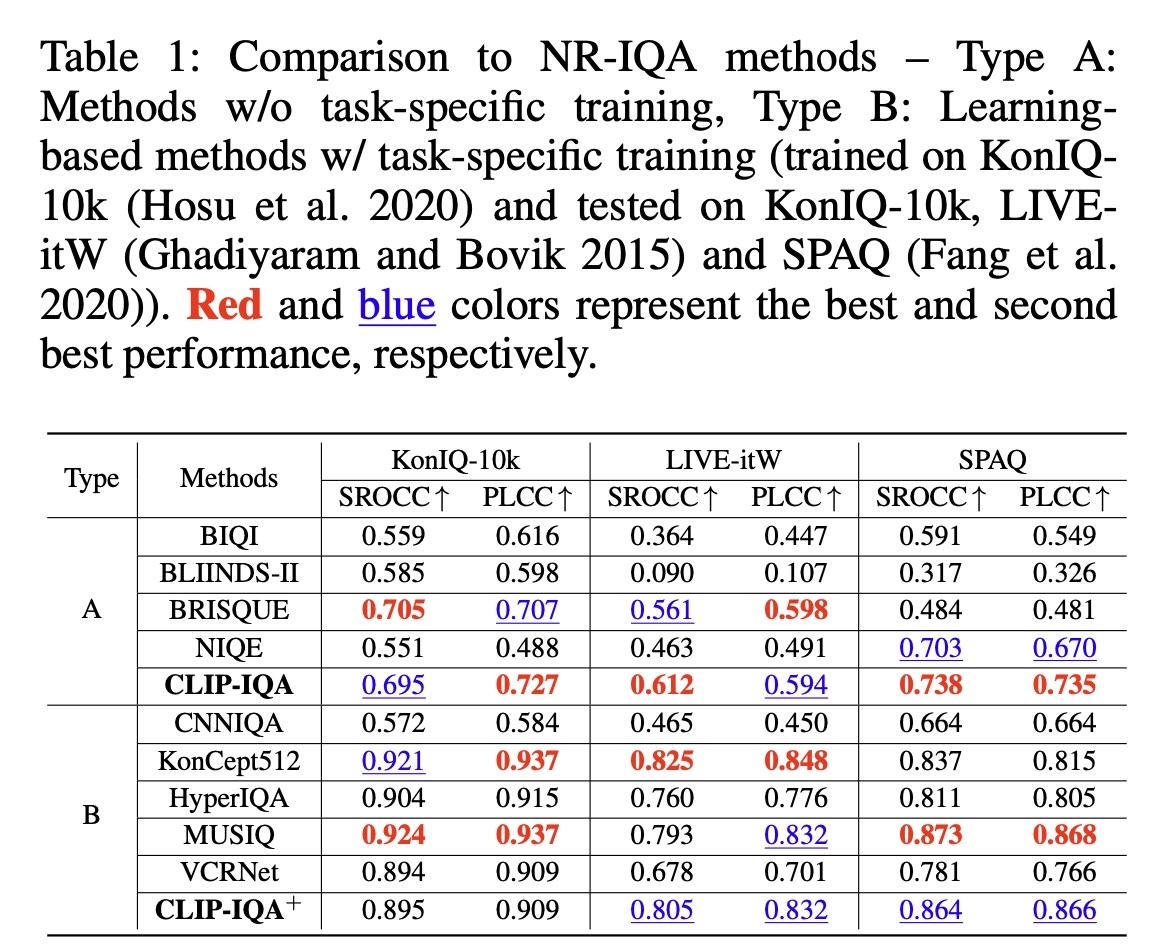 Table 1: Comparison to NR-IQA methods – Type A:
Methods w/o task-specific training, Type B: Learning-
based methods w/ task-specific training (trained on KonIQ-
10k (Hosu et al. 2020) and tested on KonIQ-10k, LIVE-
itW (Ghadiyaram and Bovik 2015) and SPAQ (Fang et al.
2020)). Red and blue colors represent the best and second
best performance, respectively.
Type Methods KonIQ-10k LIVE-itW SPAQ
SROCC↑ PLCC↑ SROCC↑ PLCC↑ SROCC↑ PLCC↑
BIQI 0.559 0.616 0.364 0.447 0.591 0.549
BLIINDS-II 0.585 0.598 0.090 0.107 0.317 0.326
A BRISQUE 0.705 0.707 0.561 0.598 0.484 0.481
NIQE 0.551 0.488 0.463 0.491 0.703 0.670
CLIP-IQA 0.695 0.727 0.612 0.594 0.738 0.735
CNNIQA 0.572 0.584 0.465 0.450 0.664 0.664
KonCept512 0.921 0.937 0.825 0.848 0.837 0.815
B HyperIQA 0.904 0.915 0.760 0.776 0.811 0.805
MUSIQ 0.924 0.937 0.793 0.832 0.873 0.868
VCRNet 0.894 0.909 0.678 0.701 0.781 0.766
CLIP-IQA+ 0.895 0.909 0.805 0.832 0.864 0.866